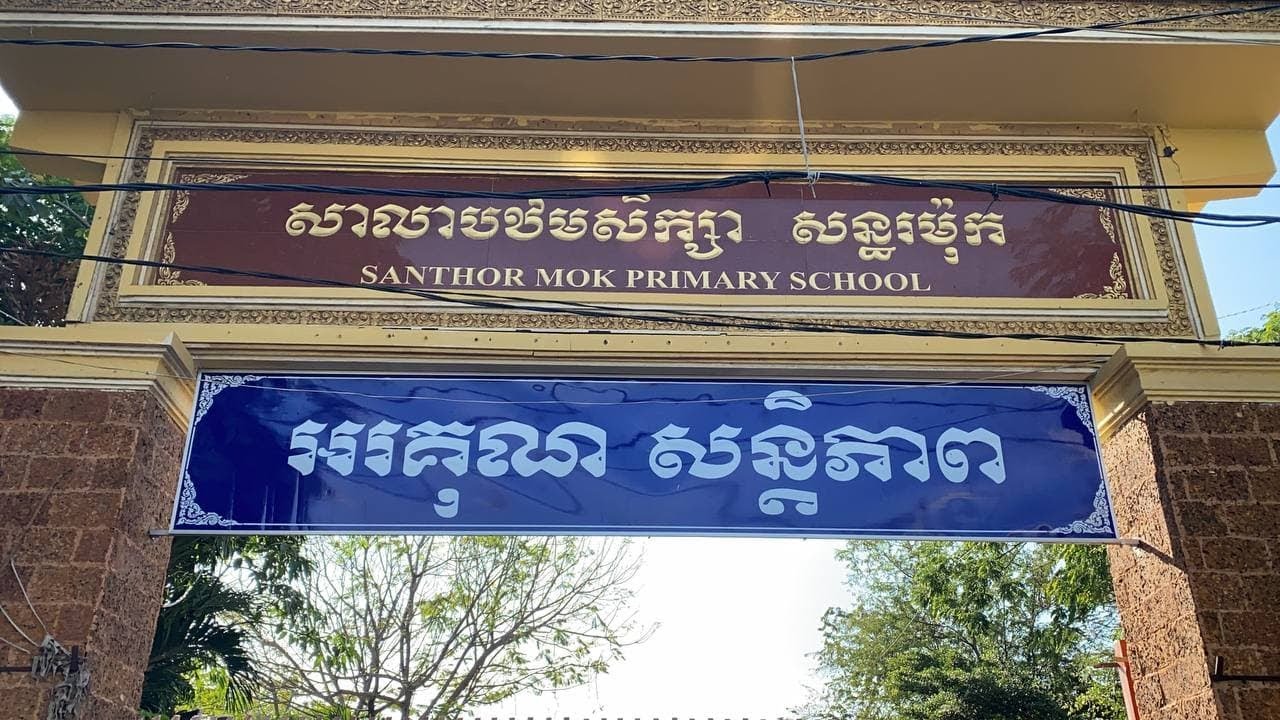 សាលាបឋមសិក្សា សន្ធរម៉ុក
SANTHOR MOK PRIMARY SCHOOL
អរគុណ សន្តិភាព